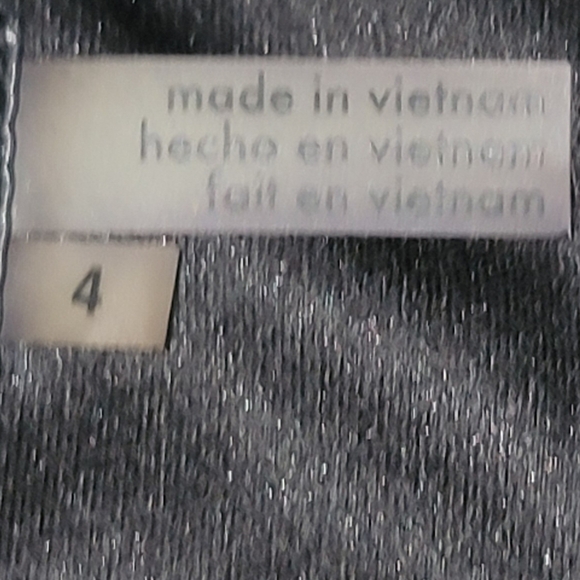 made in vietnam
hecho en vietnam
fait en vietnam
4